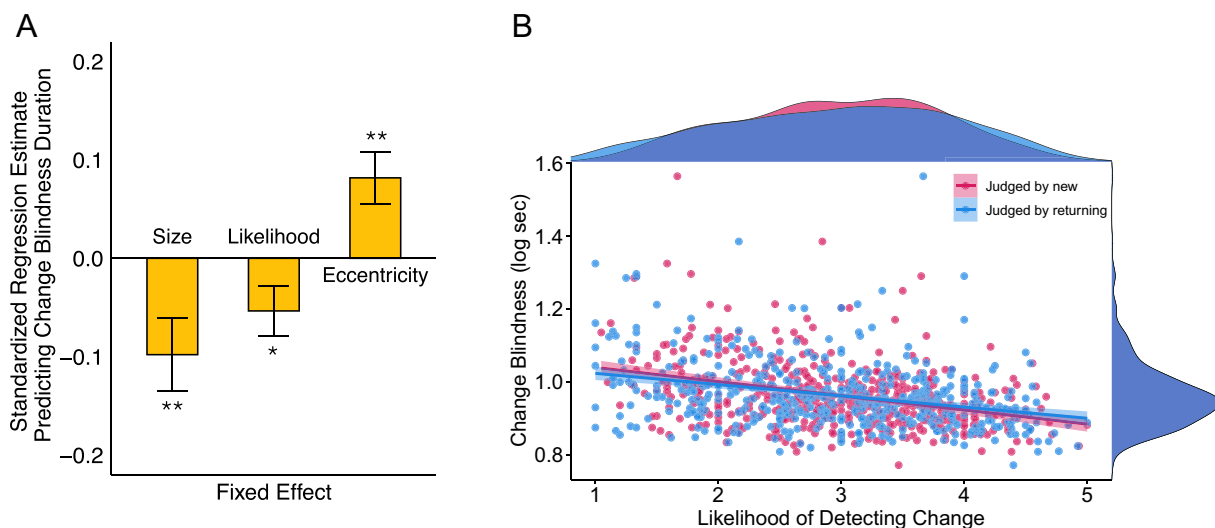 A
Standardized Regression Estimate
Predicting Change Blindness Duration
0.2
0.1
0.0
−0.1
−0.2
**
Size
Likelihood
Eccentricity
*
**
Fixed Effect
B
Change Blindness (log sec)
1.6
1.4
1.2
1.0
0.8
Judged by new
Judged by returning
1 2 3 4 5
Likelihood of Detecting Change